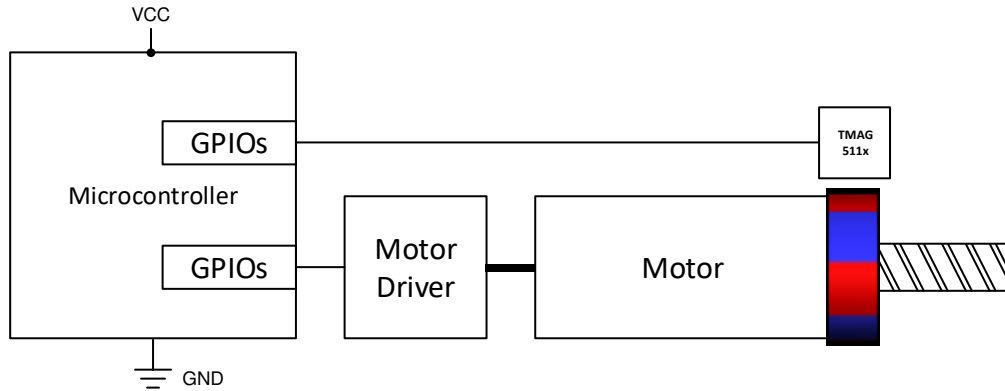 VCC
GPIOs
TMAG
511x
Microcontroller
GPIOs
Motor
Driver
Motor
GND